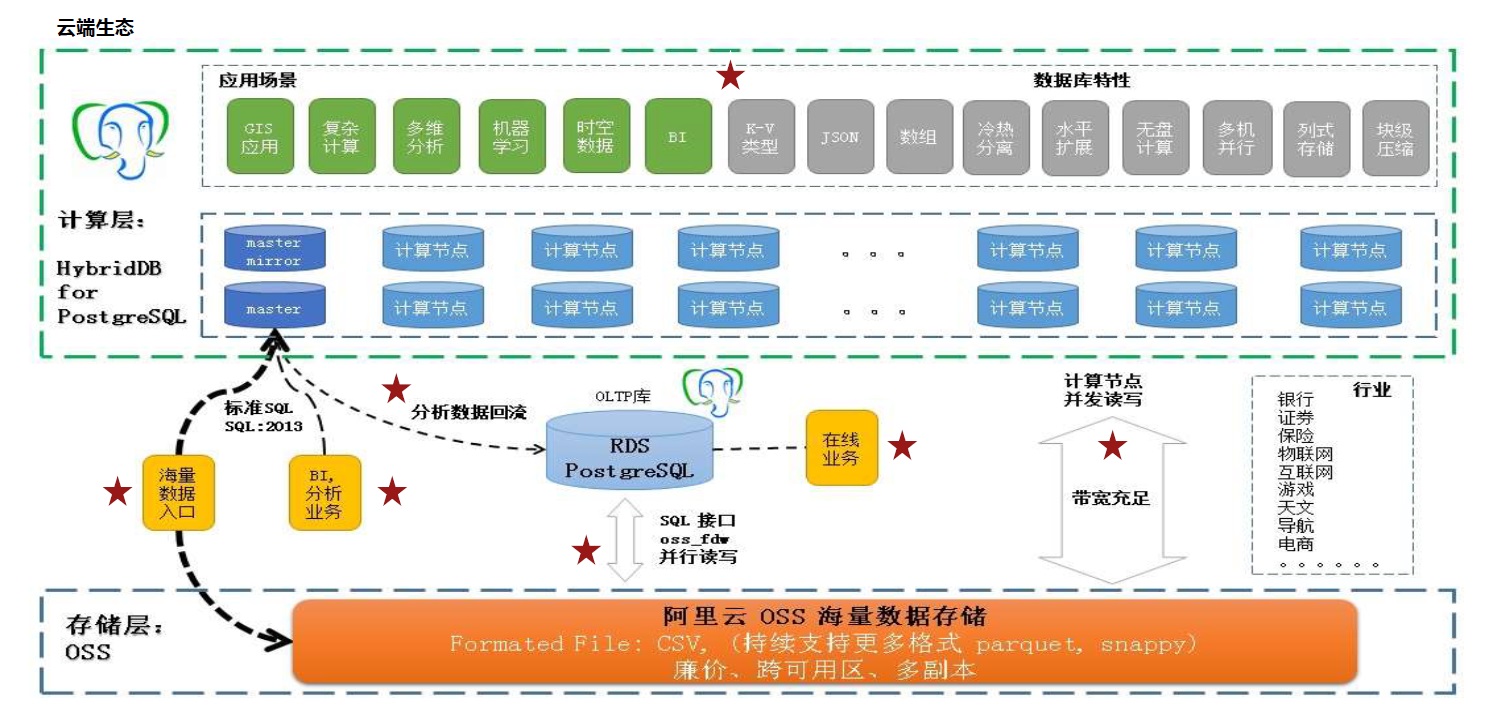 云端生态
应用场景
数据库特性
GIS
应用
复杂
计算
多维
分析
机器
学习
时空
数据
BI
K-V
类型
JSON
数组
冷热
分离
水平
扩展
无盘
计算
多机
并行
列式
存储
块级
压缩
计算层:
HybridDB
for
PostgreSQL
master
mirror
计算节点
计算节点
计算节点
。。。
计算节点
计算节点
计算节点
master
计算节点
计算节点
计算节点
。。。
计算节点
计算节点
计算节点
标准SQL
SQL:2013
分析数据回流
OLTP库
RDS
PostgreSQL
在线
业务
海量
数据
入口
BI,
分析
业务
SQL 接口
oss_fdw
并行读写
计算节点
并发读写
带宽充足
行业
银行
证券
保险
物联网
互联网
游戏
天文
导航
电商
。。。。。。
存储层:
OSS
阿里云 OSS 海量数据存储
Formated File: CSV, (持续支持更多格式 parquet, snappy)
廉价、跨可用区、多副本